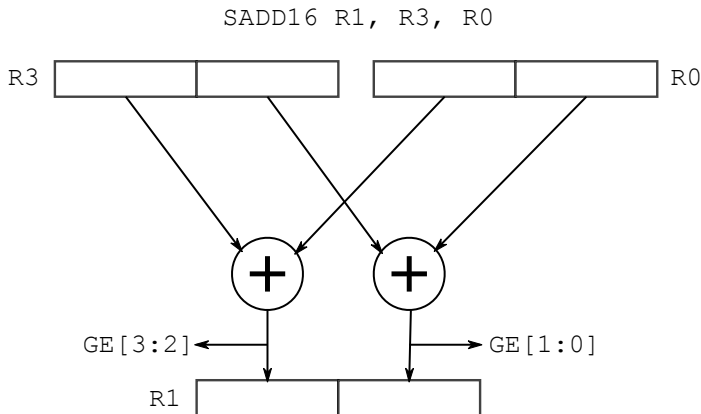 SADD16 R1, R3, R0
R3
R0
GE[3:2]
GE[1:0]
R1